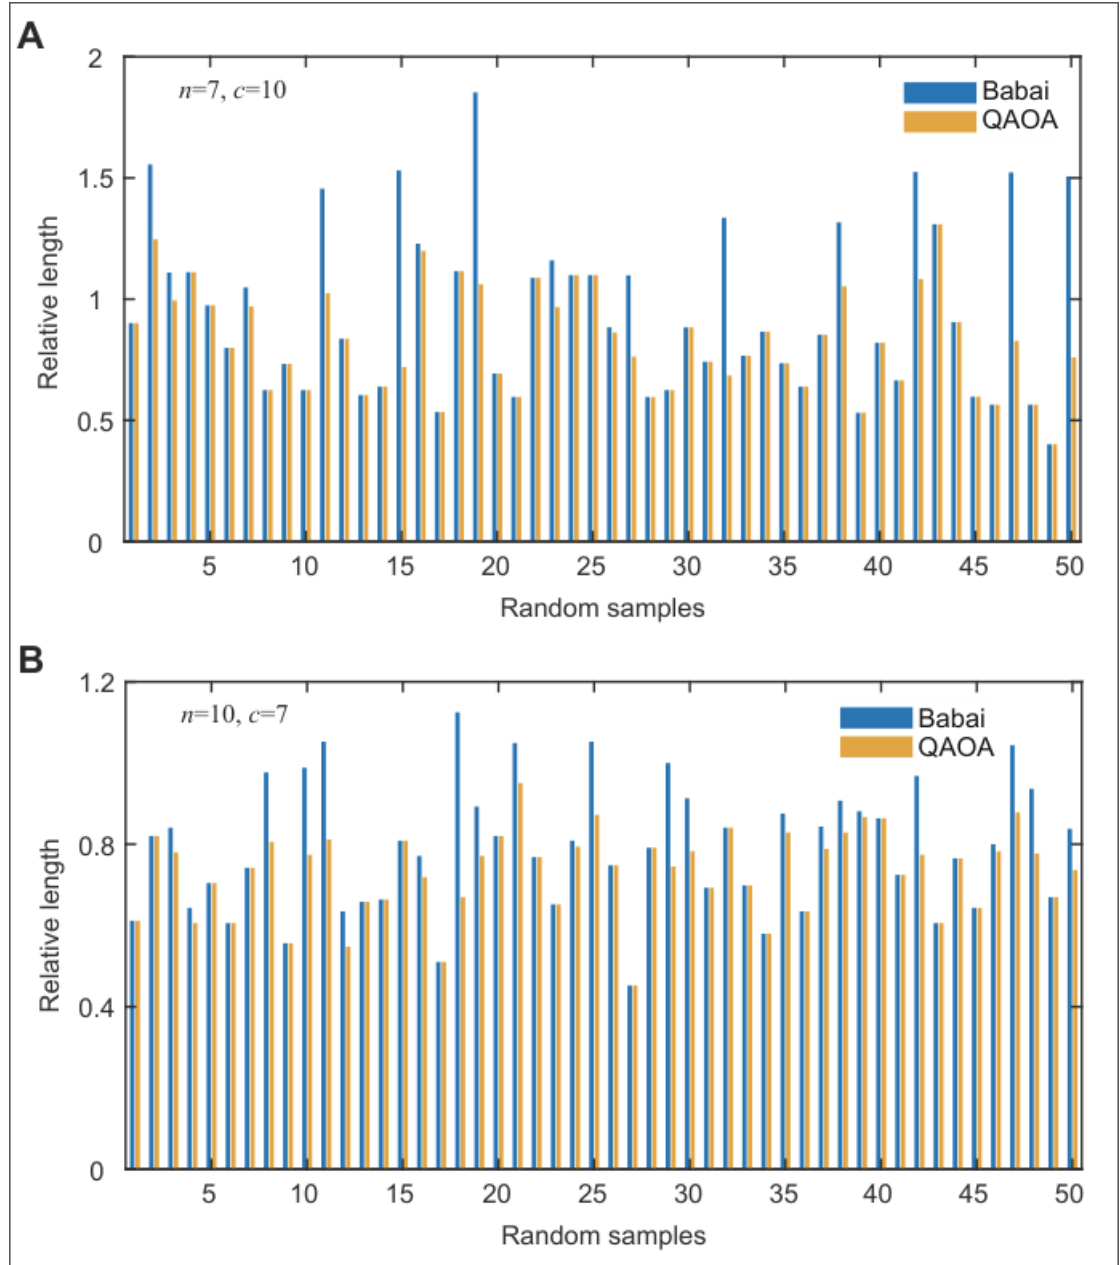 A
2
n=7, c=10
Babai
QAOA
1.5
1
0.5
0
Relative length
5 10 15 20 25 30 35 40 45 50
Random samples
B
1.2
n=10, c=7
Babai
QAOA
0.8
0.4
0
Relative length
5 10 15 20 25 30 35 40 45 50
Random samples